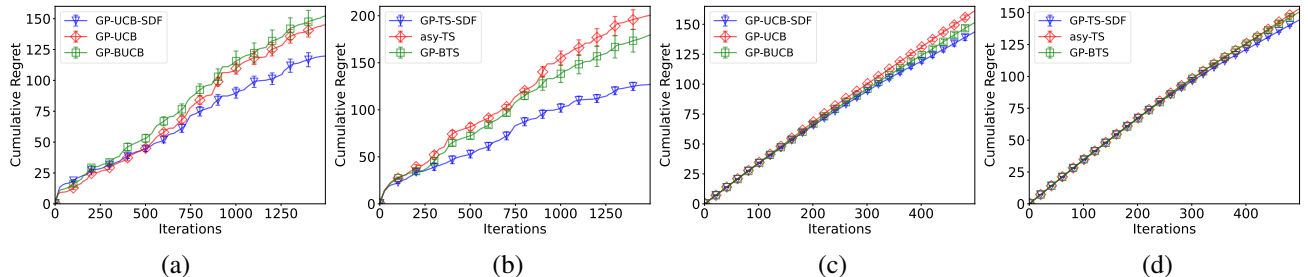 GP-UCB-SDF
GP-UCB
GP-BUCB
Cumulative Regret
150
125
100
75
50
25
0
0 250 500 750 1000 1250
Iterations
(a)
GP-TS-SDF
asy-TS
GP-BTS
Cumulative Regret
200
150
100
50
0
0 250 500 750 1000 1250
Iterations
(b)
GP-UCB-SDF
GP-UCB
GP-BUCB
Cumulative Regret
150
125
100
75
50
25
0
0 100 200 300 400
Iterations
(c)
GP-TS-SDF
asy-TS
GP-BTS
Cumulative Regret
150
125
100
75
50
25
0
0 100 200 300 400
Iterations
(d)